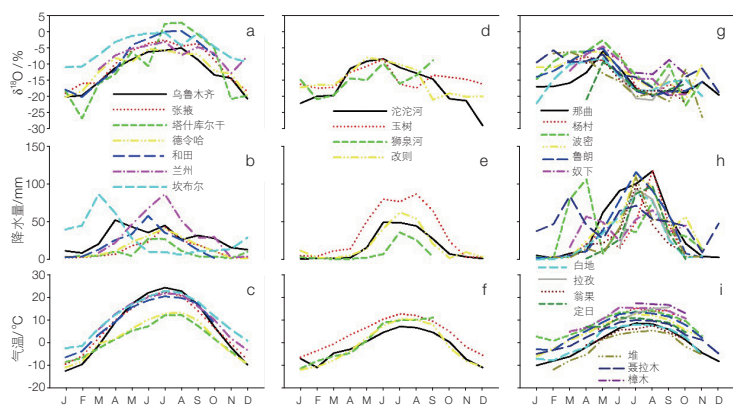 δ¹⁸O / %
5
0
-5
-10
-15
-20
-25
-30
a
乌鲁木齐
张掖
塔什库尔干
德令哈
和田
兰州
坎布尔
d
沱沱河
玉树
狮泉河
改则
g
那曲
杨村
波密
鲁朗
奴下
降水量/mm
150
100
50
0
b
e
h
白地
拉孜
翁果
定日
气温/℃
30
20
10
0
-10
-20
c
f
i
堆
聂拉木
樟木
J F M A M J J A S O N D
J F M A M J J A S O N D
J F M A M J J A S O N D